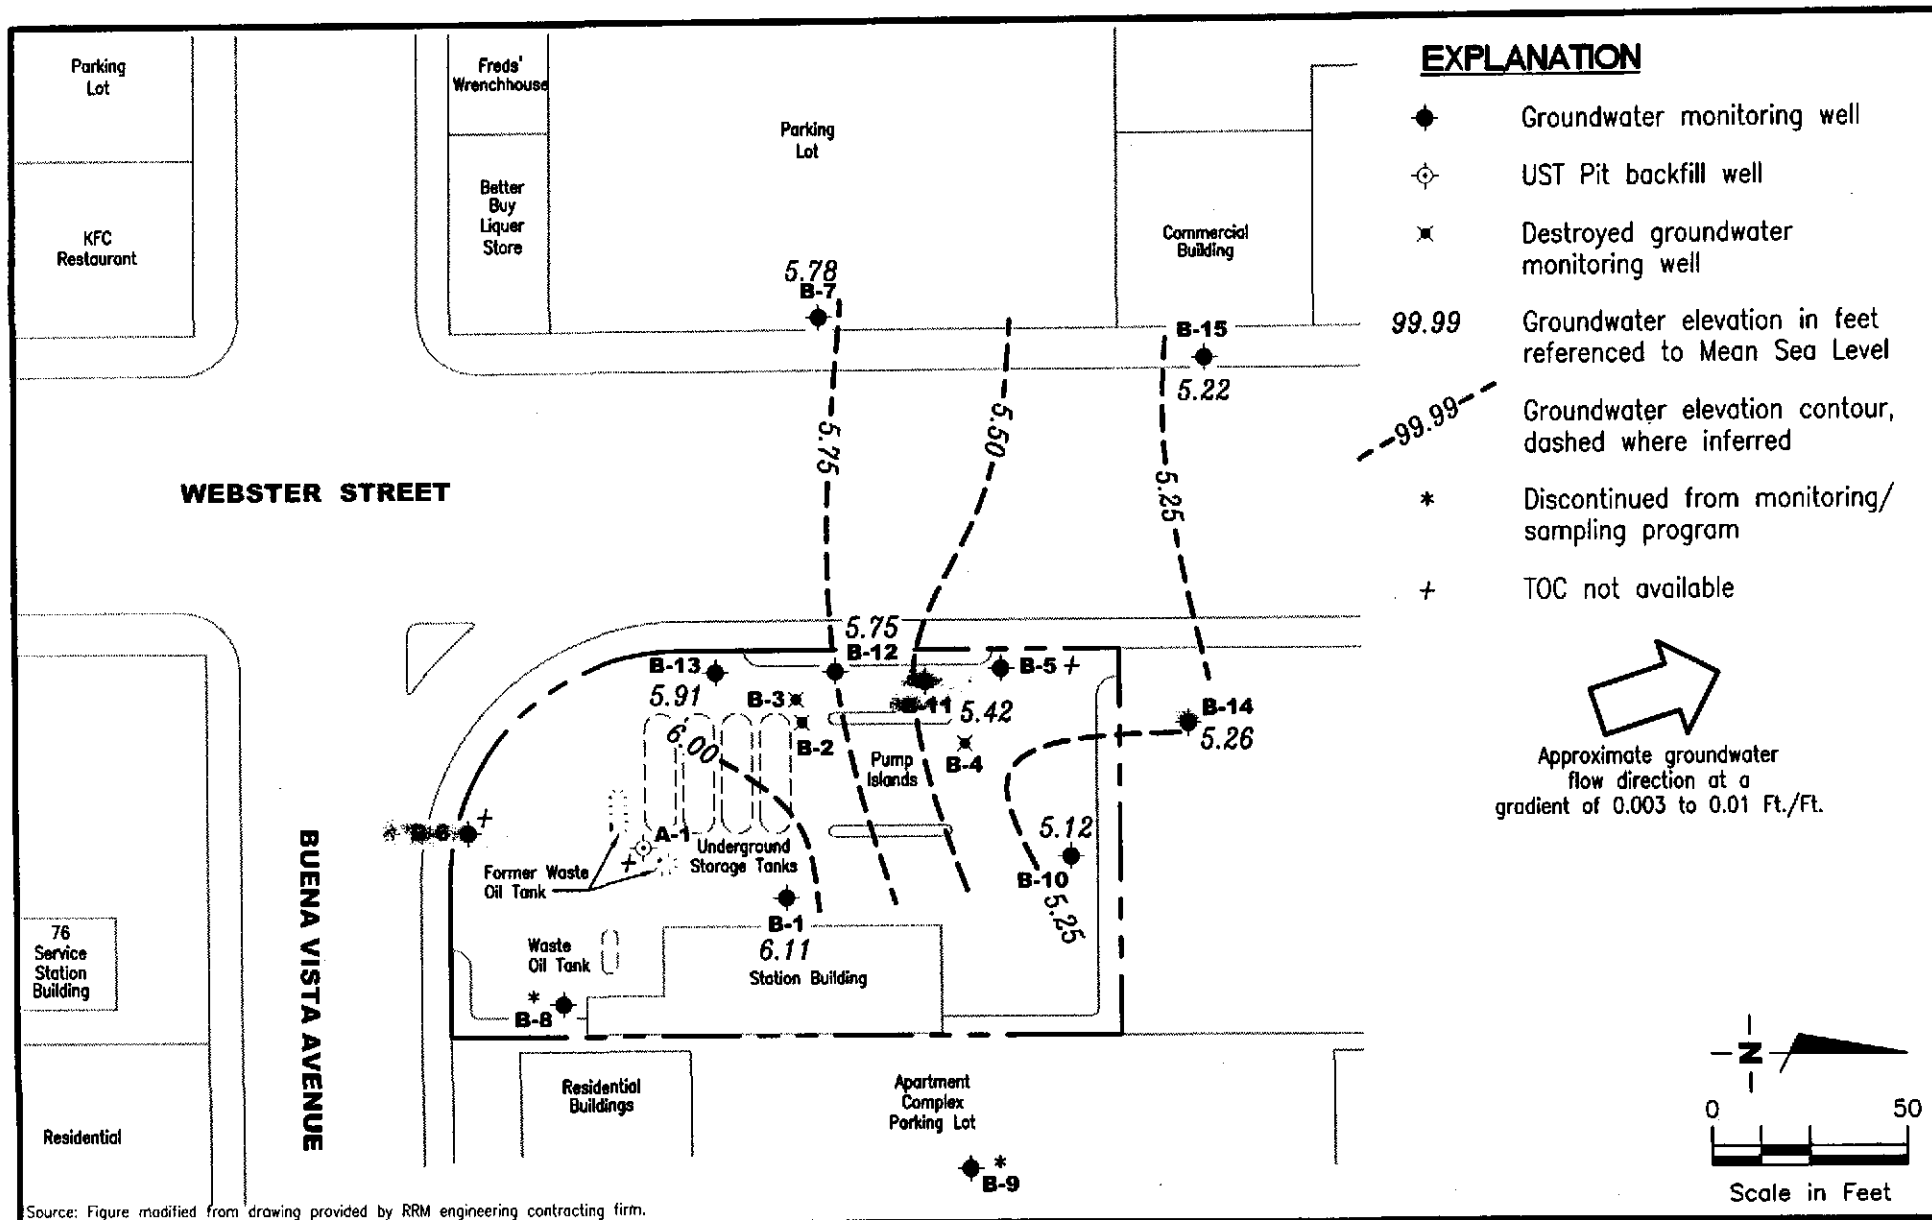 Parking
Lot
KFC
Restaurant
Freds'
Wrenchhouse
Better
Buy
Liquer
Store
Parking
Lot
Commercial
Building
5.78
B-7
B-15
5.22
5.75
5.50
5.25
WEBSTER STREET
5.75
B-12
B-13
5.91
B-3
B-2
6.00
B-5 +
B-11
5.42
B-4
Pump
Islands
B-14
5.26
B-6
+
A-1
+
Underground
Storage Tanks
Former Waste
Oil Tank
5.12
B-10
5.25
B-1
6.11
Waste
Oil Tank
Station Building
*
B-8
BUENA VISTA AVENUE
76
Service
Station
Building
Residential
Residential
Buildings
Apartment
Complex
Parking Lot
*
B-9
Source: Figure modified from drawing provided by RRM engineering contracting firm.
EXPLANATION
Groundwater monitoring well
UST Pit backfill well
Destroyed groundwater
monitoring well
99.99 Groundwater elevation in feet
referenced to Mean Sea Level
99.99 Groundwater elevation contour,
dashed where inferred
* Discontinued from monitoring/
sampling program
+ TOC not available
Approximate groundwater
flow direction at a
gradient of 0.003 to 0.01 Ft./Ft.
N
0 50
Scale in Feet